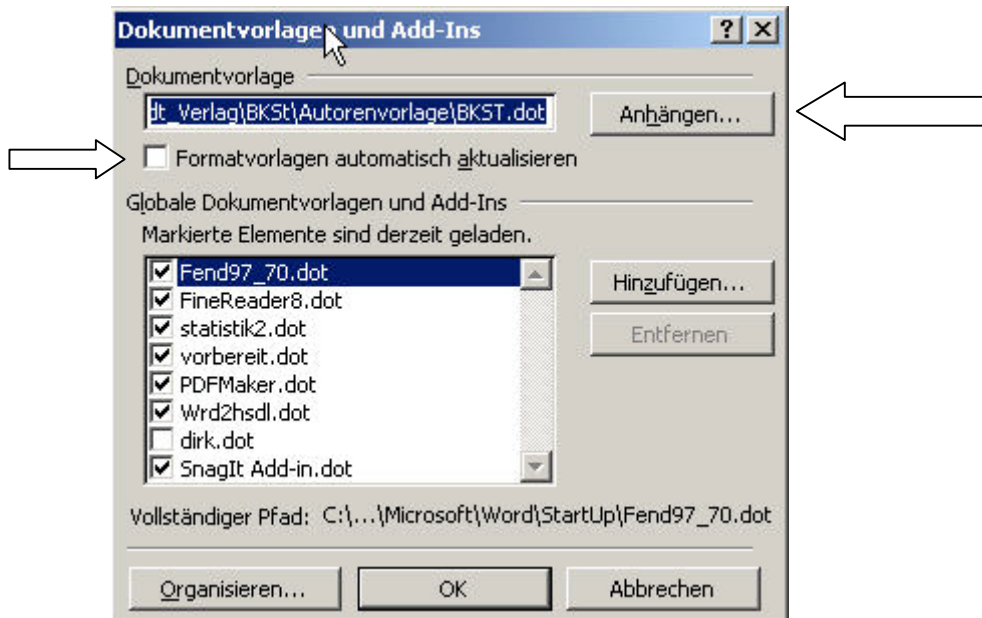 Dokumentvorlagen und Add-Ins
Dokumentvorlage
dt_Verlag\BKSt\Autorenvorlage\BKST.dot
Anhängen...
Formatvorlagen automatisch aktualisieren
Globale Dokumentvorlagen und Add-Ins
Markierte Elemente sind derzeit geladen.
Fend97_70.dot
FineReader8.dot
statistik2.dot
vorbereit.dot
PDFMaker.dot
Wrd2hsdl.dot
dirk.dot
SnagIt Add-in.dot
Hinzufügen...
Entfernen
Vollständiger Pfad: C:\...\Microsoft\Word\StartUp\Fend97_70.dot
Organisieren... OK Abbrechen